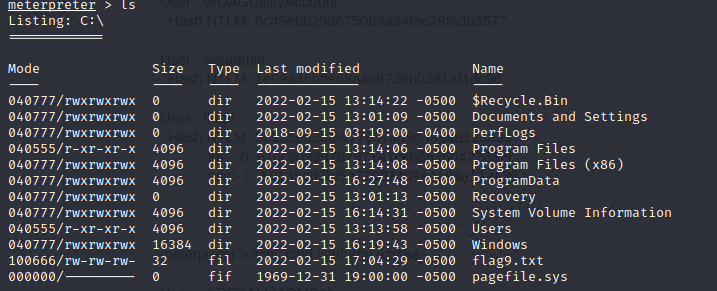 meterpreter > ls
Listing: C:\
============
Mode Size Type Last modified Name
---- ---- ---- ------------- ----
040777/rwxrwxrwx 0 dir 2022-02-15 13:14:22 -0500 $Recycle.Bin
040777/rwxrwxrwx 0 dir 2022-02-15 13:01:09 -0500 Documents and Settings
040777/rwxrwxrwx 0 dir 2018-09-15 03:19:00 -0400 PerfLogs
040555/r-xr-xr-x 4096 dir 2022-02-15 13:14:06 -0500 Program Files
040777/rwxrwxrwx 4096 dir 2022-02-15 13:14:08 -0500 Program Files (x86)
040777/rwxrwxrwx 4096 dir 2022-02-15 16:27:48 -0500 ProgramData
040777/rwxrwxrwx 0 dir 2022-02-15 13:01:13 -0500 Recovery
040777/rwxrwxrwx 4096 dir 2022-02-15 16:14:31 -0500 System Volume Information
040555/r-xr-xr-x 4096 dir 2022-02-15 13:13:58 -0500 Users
040777/rwxrwxrwx 16384 dir 2022-02-15 16:19:43 -0500 Windows
100666/rw-rw-rw- 32 fil 2022-02-15 17:04:29 -0500 flag9.txt
000000/--------- 0 fif 1969-12-31 19:00:00 -0500 pagefile.sys